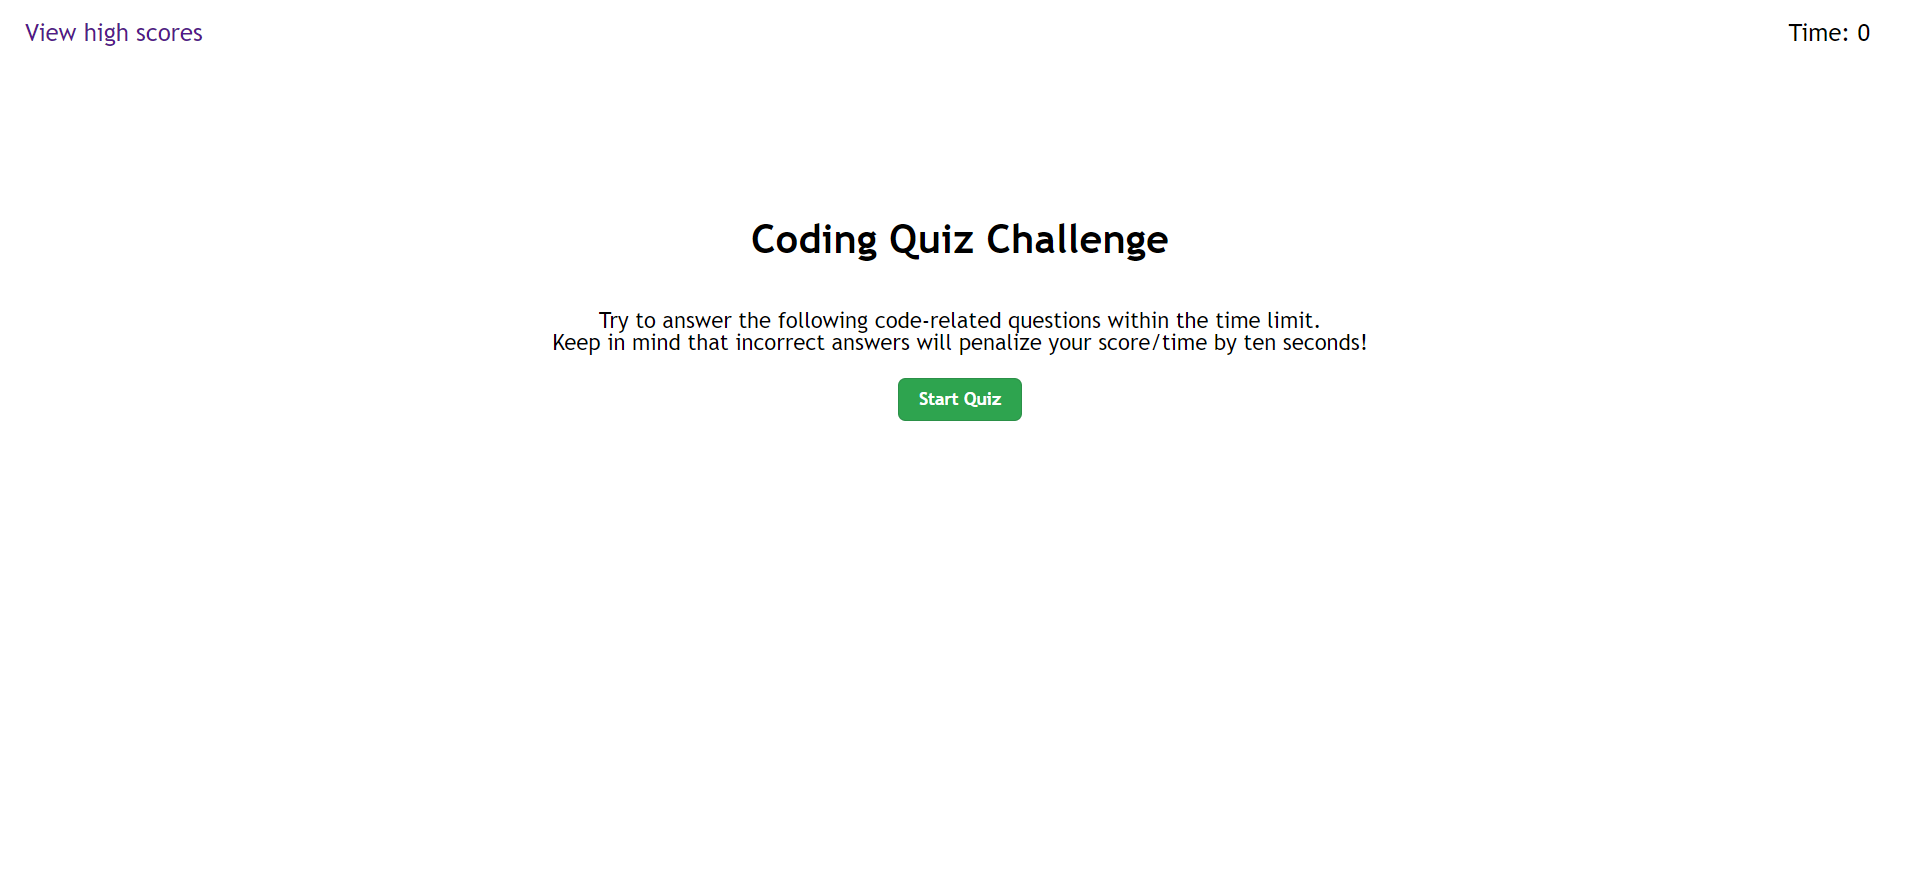 View high scores
Time: 0
Coding Quiz Challenge
Try to answer the following code-related questions within the time limit.
Keep in mind that incorrect answers will penalize your score/time by ten seconds!
Start Quiz